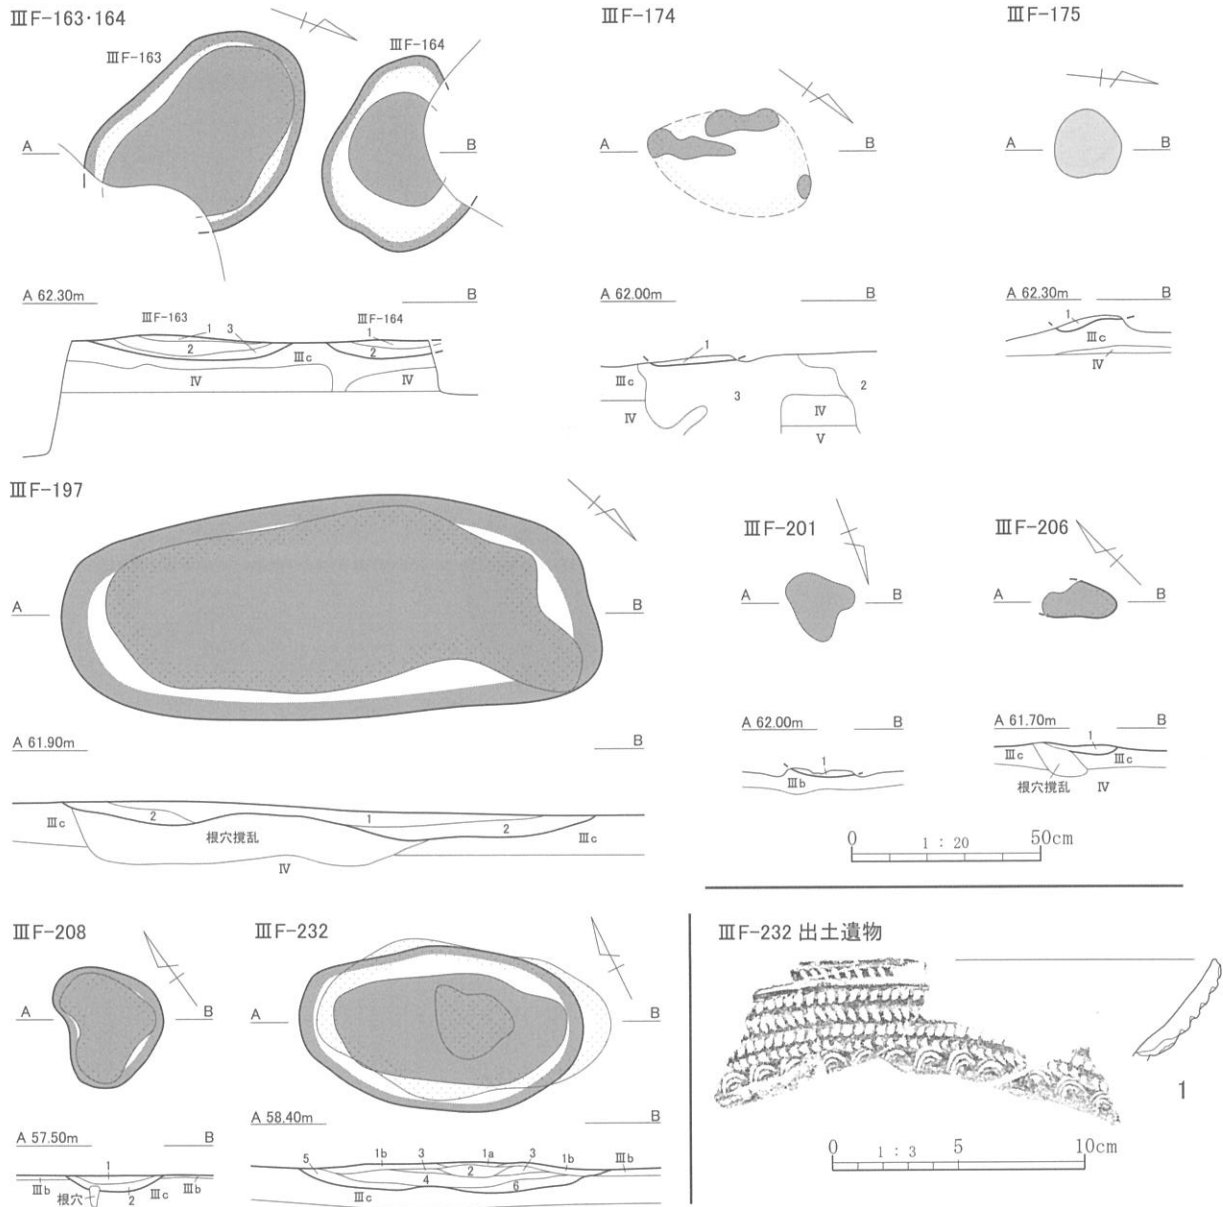 ⅢF-163・164
ⅢF-163
ⅢF-164
A
B
A 62.30m
B
ⅢF-163
1
3
2
ⅢF-164
1
2
Ⅲc
Ⅳ
Ⅳ
ⅢF-174
A
B
A 62.00m
B
1
Ⅲc
Ⅳ
3
2
Ⅳ
Ⅴ
ⅢF-175
A
B
A 62.30m
B
1
Ⅲc
Ⅳ
ⅢF-197
A
B
A 61.90m
B
Ⅲc
2
根穴撹乱
1
2
Ⅲc
Ⅳ
ⅢF-201
A
B
A 62.00m
B
1
Ⅲb
ⅢF-206
A
B
A 61.70m
B
1
Ⅲc
Ⅲc
根穴撹乱
Ⅳ
0 1 : 20 50cm
ⅢF-208
A
B
A 57.50m
B
1
Ⅲb
根穴
2
Ⅲc
Ⅲb
ⅢF-232
A
B
A 58.40m
B
5
1b
3
1a
2
3
1b
Ⅲb
4
6
Ⅲc
ⅢF-232 出土遺物
1
0 1 : 3 5 10cm